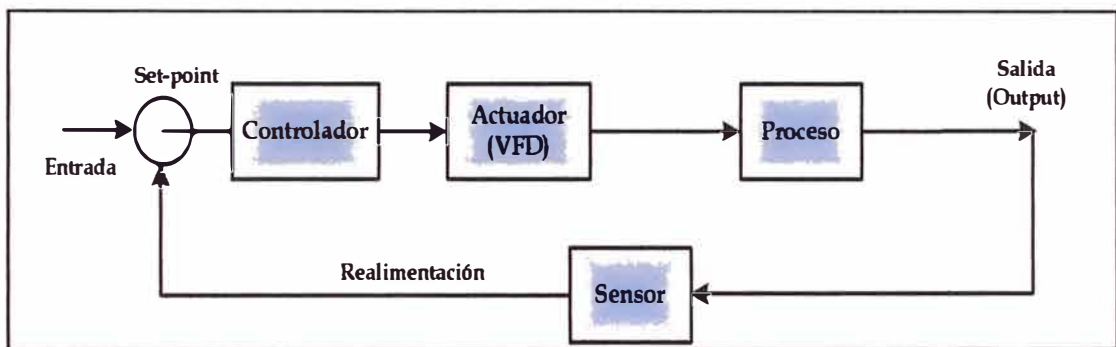 Set-point
Entrada
Controlador
Actuador
(VFD)
Proceso
Salida
(Output)
Realimentación
Sensor